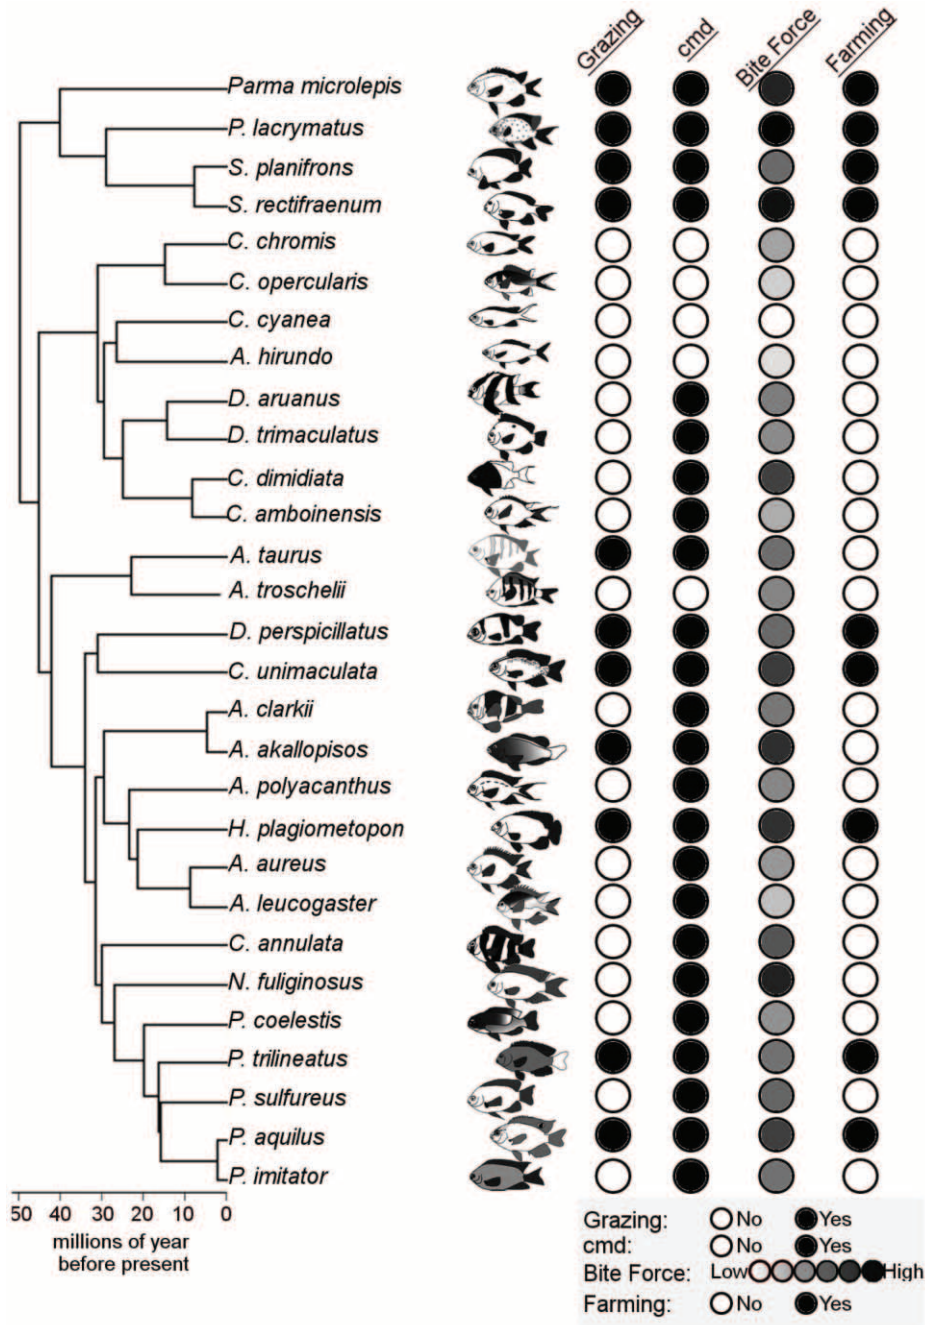 Grazing cmd Bite Force Farming
Parma microlepis
P. lacrymatus
S. planifrons
S. rectifraenum
C. chromis
C. opercularis
C. cyanea
A. hirundo
D. aruanus
D. trimaculatus
C. dimidiata
C. amboinensis
A. taurus
A. troschelii
D. perspicillatus
C. unimaculata
A. clarkii
A. akallopisos
A. polyacanthus
H. plagiometopon
A. aureus
A. leucogaster
C. annulata
N. fuliginosus
P. coelestis
P. trilineatus
P. sulfureus
P. aquilus
P. imitator
50 40 30 20 10 0
millions of year
before present
Grazing: No Yes
cmd: No Yes
Bite Force: Low High
Farming: No Yes